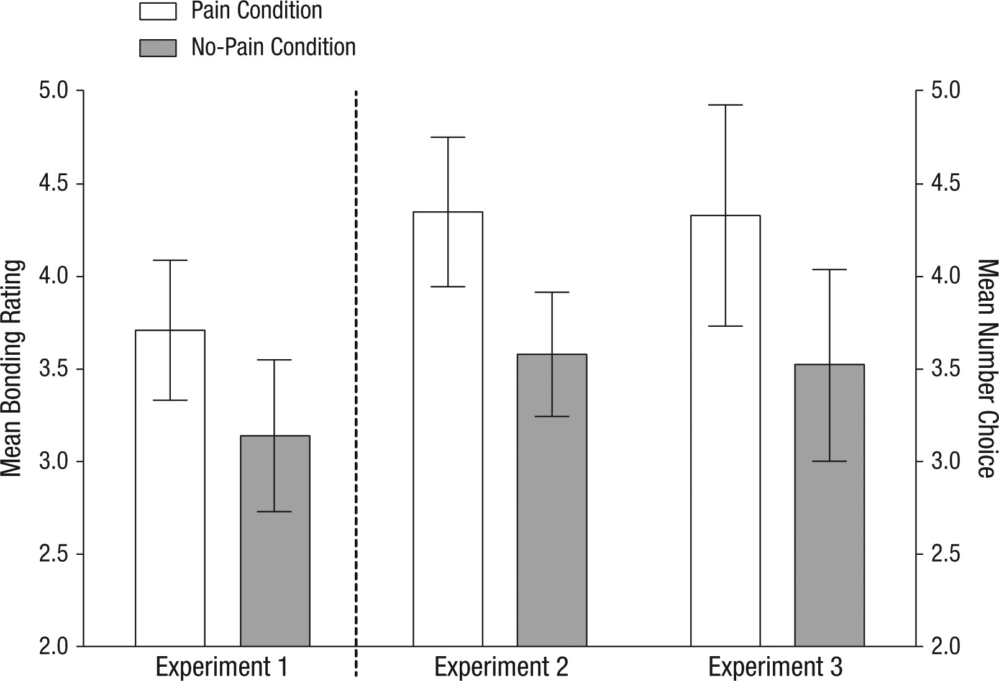 Pain Condition
No-Pain Condition
5.0
4.5
4.0
3.5
3.0
2.5
2.0
Mean Bonding Rating
5.0
4.5
4.0
3.5
3.0
2.5
2.0
Mean Number Choice
Experiment 1
Experiment 2
Experiment 3